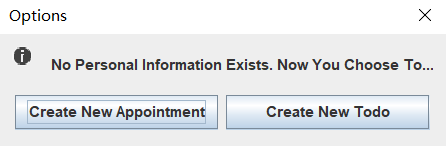 Options
No Personal Information Exists. Now You Choose To...
Create New Appointment
Create New Todo